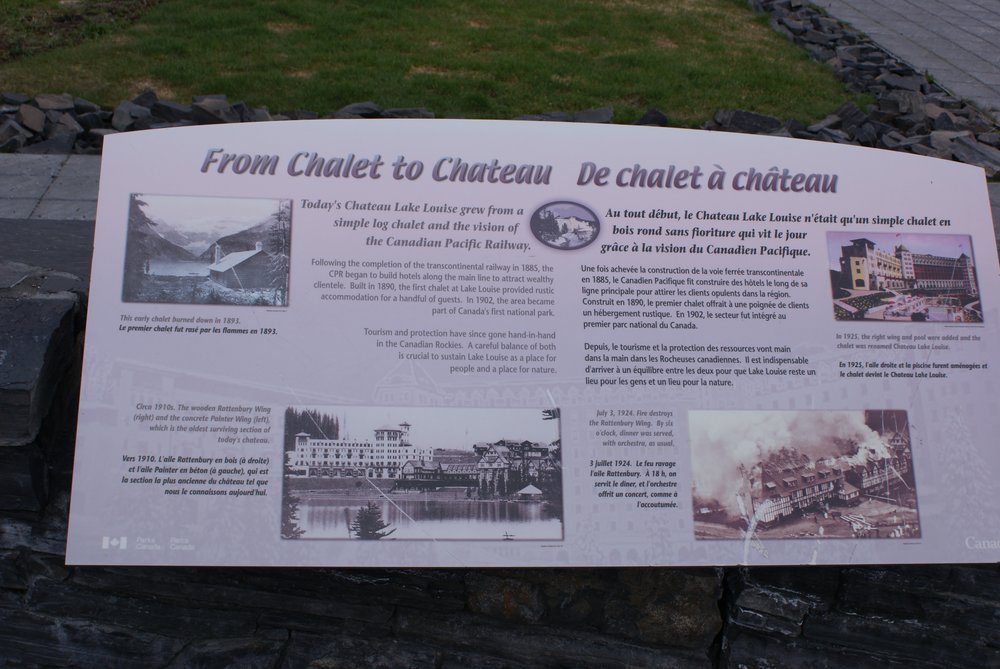 From Chalet to Chateau
De chalet à château
Today's Chateau Lake Louise grew from a
simple log chalet and the vision of
the Canadian Pacific Railway.
Following the completion of the transcontinental railway in 1885, the
CPR began to build hotels along the main line to attract wealthy
clientele. Built in 1890, the first chalet at Lake Louise provided rustic
accommodation for a handful of guests. In 1902, the area became
part of Canada's first national park.
Tourism and protection have since gone hand-in-hand
in the Canadian Rockies. A careful balance of both
is crucial to sustain Lake Louise as a place for
people and a place for nature.
Au tout début, le Chateau Lake Louise n'était qu'un simple chalet en
bois rond sans fioriture qui vit le jour
grâce à la vision du Canadien Pacifique.
Une fois achevée la construction de la voie ferrée transcontinentale
en 1885, le Canadien Pacifique fit construire des hôtels le long de sa
ligne principale pour attirer les clients opulents dans la région.
Construit en 1890, le premier chalet offrait à une poignée de clients
un hébergement rustique. En 1902, le secteur fut intégré au
premier parc national du Canada.
Depuis, le tourisme et la protection des ressources vont main
dans la main dans les Rocheuses canadiennes. Il est indispensable
d'arriver à un équilibre entre les deux pour que Lake Louise reste un
lieu pour les gens et un lieu pour la nature.
This early chalet burned down in 1893.
Le premier chalet fut rasé par les flammes en 1893.
In 1925, the right wing and pool were added and the
chalet was renamed Chateau Lake Louise.
En 1925, l'aile droite et la piscine furent aménagées et
le chalet devint le Chateau Lake Louise.
Circa 1910s. The wooden Rattenbury Wing
(right) and the concrete Painter Wing (left),
which is the oldest surviving section of
today's chateau.
Vers 1910. L'aile Rattenbury en bois (à droite)
et l'aile Painter en béton (à gauche), qui est
la section la plus ancienne du château tel que
nous le connaissons aujourd'hui.
July 3, 1924. Fire destroys
the Rattenbury Wing. By six
o'clock, dinner was served,
with orchestra, as usual.
3 juillet 1924. Le feu ravage
l'aile Rattenbury. À 18 h, on
servit le dîner, et l'orchestre
offrit un concert, comme à
l'accoutumée.
Parks Canada
Parcs Canada